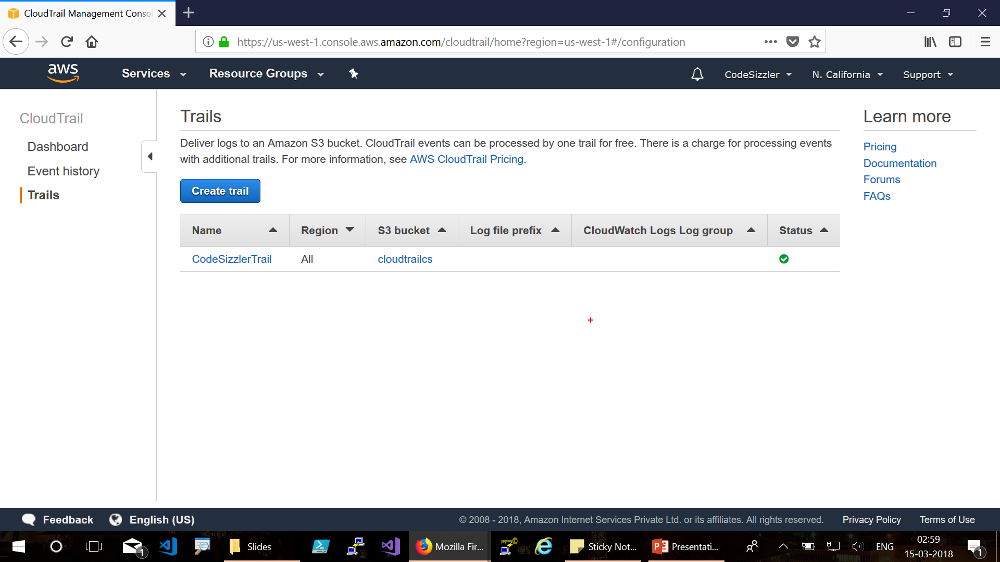 CloudTrail Management Consol
https://us-west-1.console.aws.amazon.com/cloudtrail/home?region=us-west-1#/configuration
aws Services Resource Groups CodeSizzler N. California Support
CloudTrail
Dashboard
Event history
Trails
Trails
Deliver logs to an Amazon S3 bucket. CloudTrail events can be processed by one trail for free. There is a charge for processing events
with additional trails. For more information, see AWS CloudTrail Pricing.
Create trail
Name Region S3 bucket Log file prefix CloudWatch Logs Log group Status
CodeSizzlerTrail All cloudtrailcs
Learn more
Pricing
Documentation
Forums
FAQs
Feedback English (US) © 2008 - 2018, Amazon Internet Services Private Ltd. or its affiliates. All rights reserved. Privacy Policy Terms of Use
1 Slides Mozilla Fir... Sticky Not... Presentati... ENG 02:59 1
15-03-2018